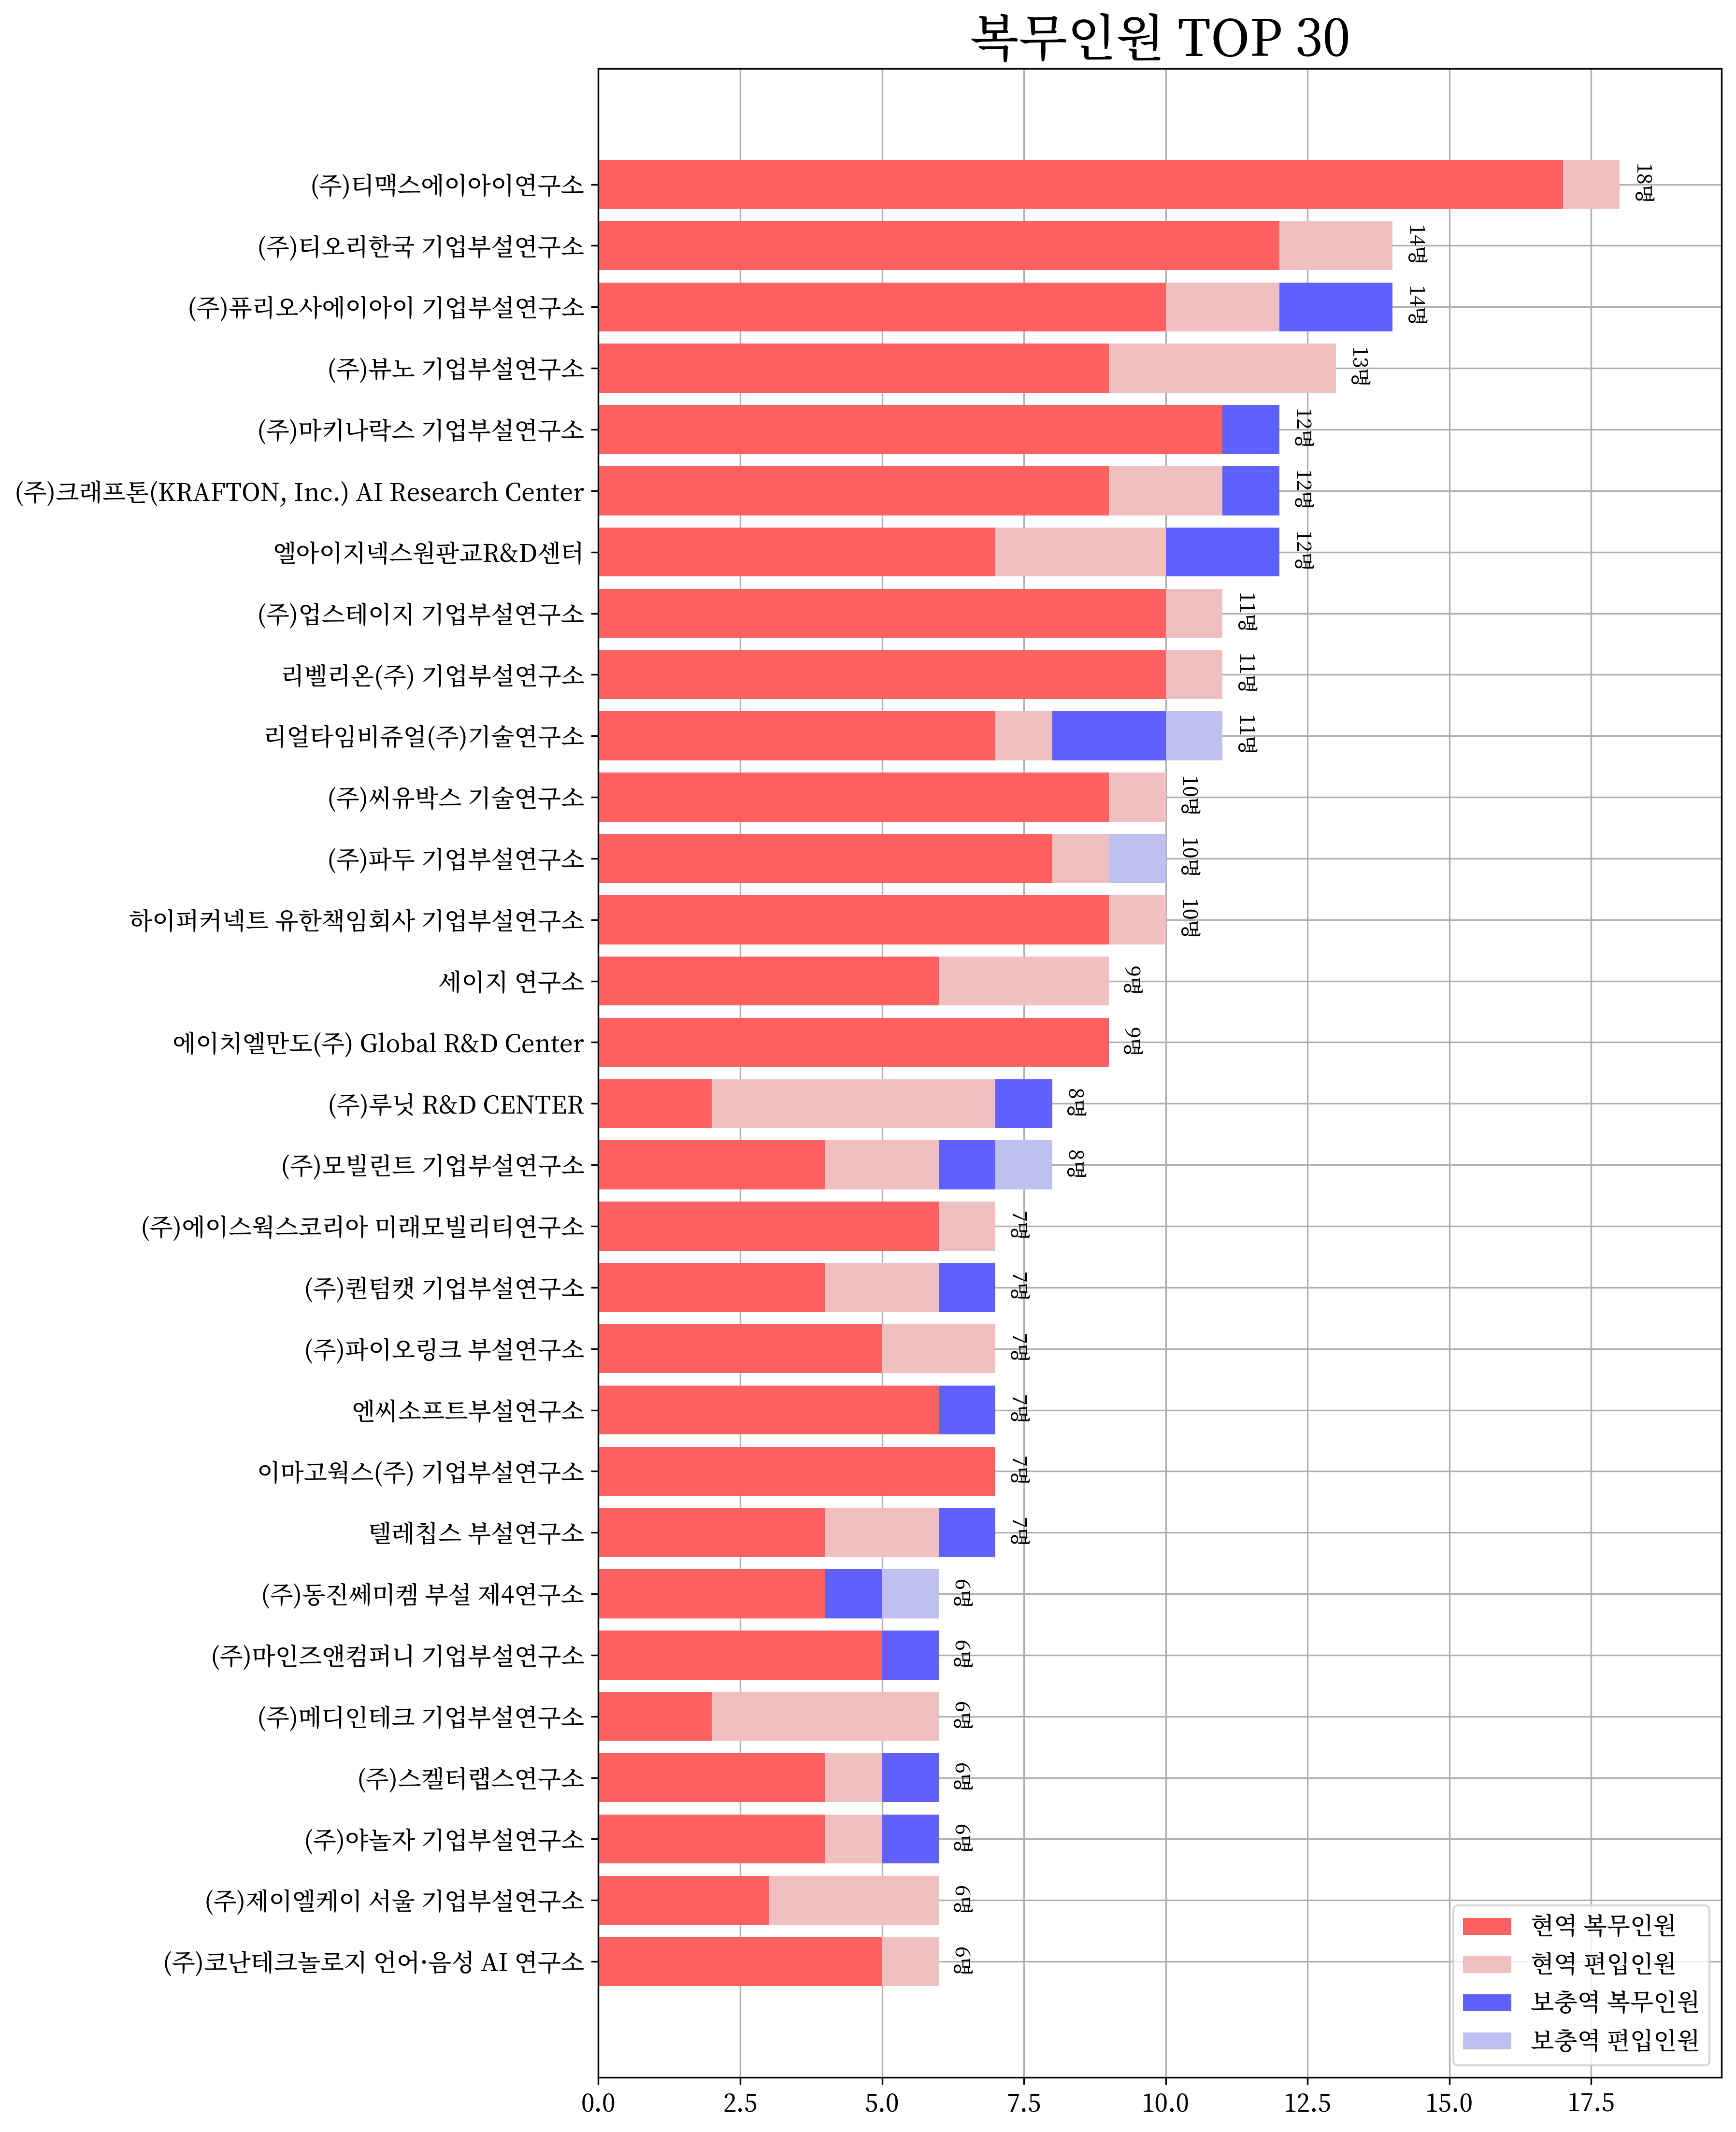 복무인원 TOP 30
(주)티맥스에이아이연구소 18명
(주)티오리한국 기업부설연구소 14명
(주)퓨리오사에이아이 기업부설연구소 14명
(주)뷰노 기업부설연구소 13명
(주)마키나락스 기업부설연구소 12명
(주)크래프톤(KRAFTON, Inc.) AI Research Center 12명
엘아이지넥스원판교R&D센터 12명
(주)업스테이지 기업부설연구소 11명
리벨리온(주) 기업부설연구소 11명
리얼타임비쥬얼(주)기술연구소 11명
(주)씨유박스 기술연구소 10명
(주)파두 기업부설연구소 10명
하이퍼커넥트 유한책임회사 기업부설연구소 10명
세이지 연구소 9명
에이치엘만도(주) Global R&D Center 9명
(주)루닛 R&D CENTER 8명
(주)모빌린트 기업부설연구소 8명
(주)에이스웍스코리아 미래모빌리티연구소 7명
(주)퀀텀캣 기업부설연구소 7명
(주)파이오링크 부설연구소 7명
엔씨소프트부설연구소 7명
이마고웍스(주) 기업부설연구소 7명
텔레칩스 부설연구소 7명
(주)동진쎄미켐 부설 제4연구소 6명
(주)마인즈앤컴퍼니 기업부설연구소 6명
(주)메디인테크 기업부설연구소 6명
(주)스켈터랩스연구소 6명
(주)야놀자 기업부설연구소 6명
(주)제이엘케이 서울 기업부설연구소 6명
(주)코난테크놀로지 언어·음성 AI 연구소 6명
현역 복무인원
현역 편입인원
보충역 복무인원
보충역 편입인원
0.0 2.5 5.0 7.5 10.0 12.5 15.0 17.5